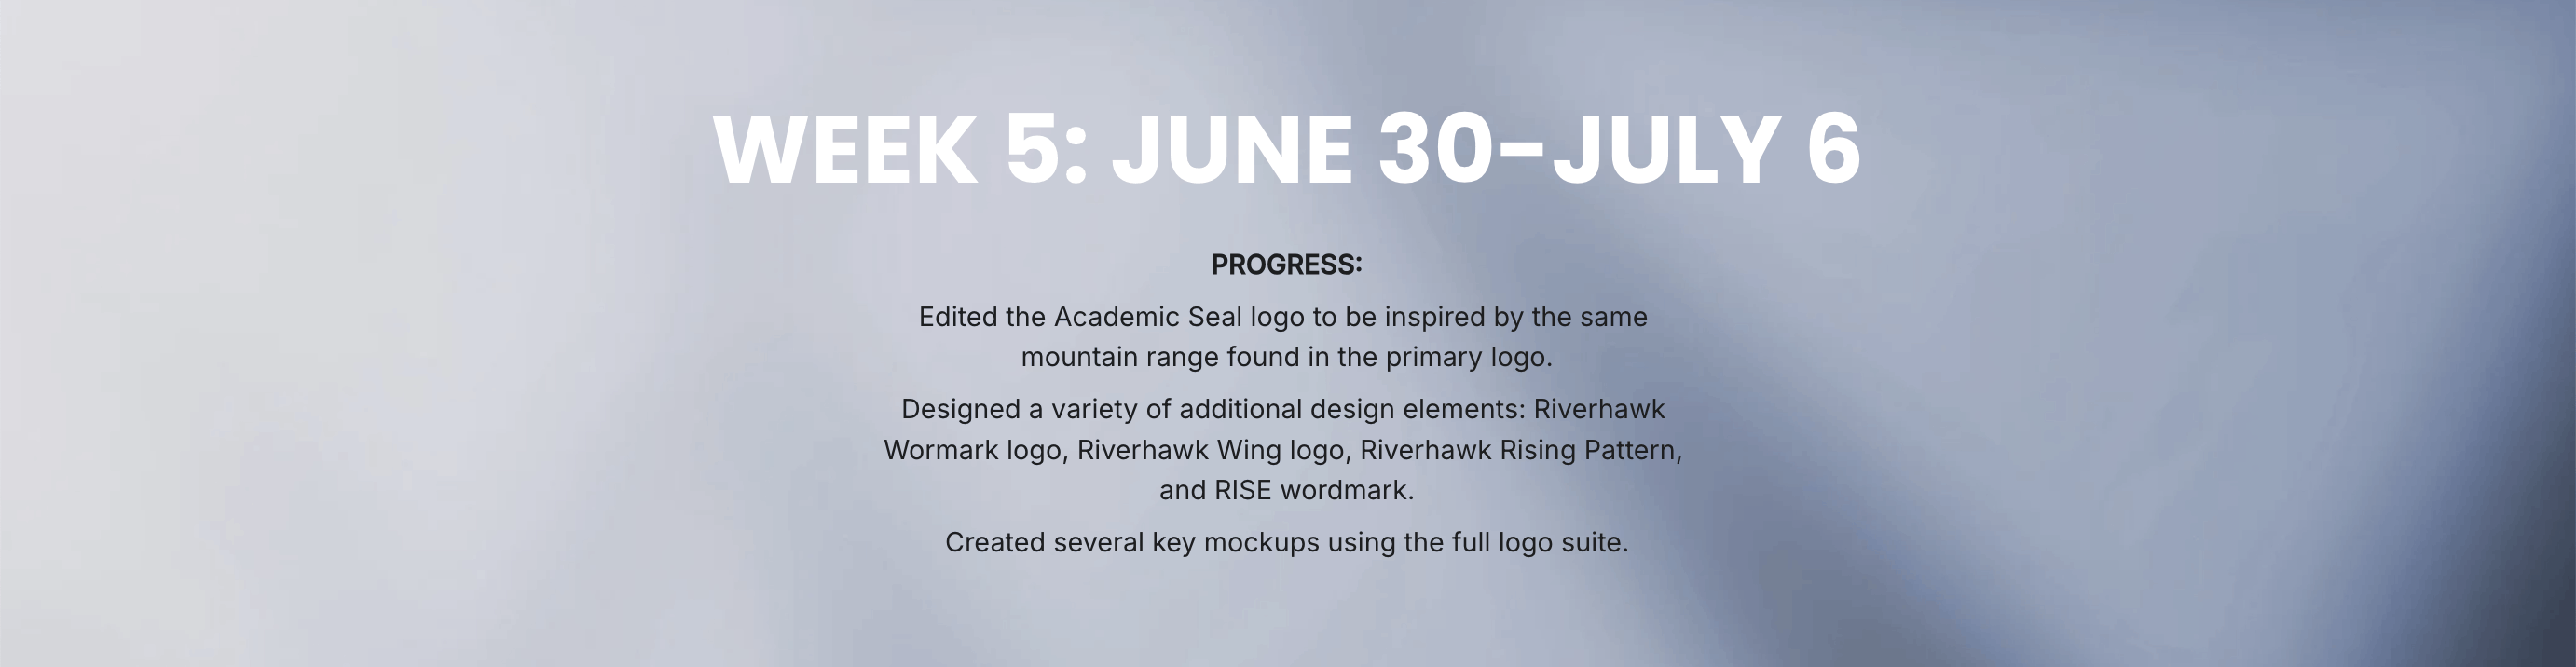 WEEK 5: JUNE 30–JULY 6
PROGRESS:
Edited the Academic Seal logo to be inspired by the same
mountain range found in the primary logo.
Designed a variety of additional design elements: Riverhawk
Wormark logo, Riverhawk Wing logo, Riverhawk Rising Pattern,
and RISE wordmark.
Created several key mockups using the full logo suite.